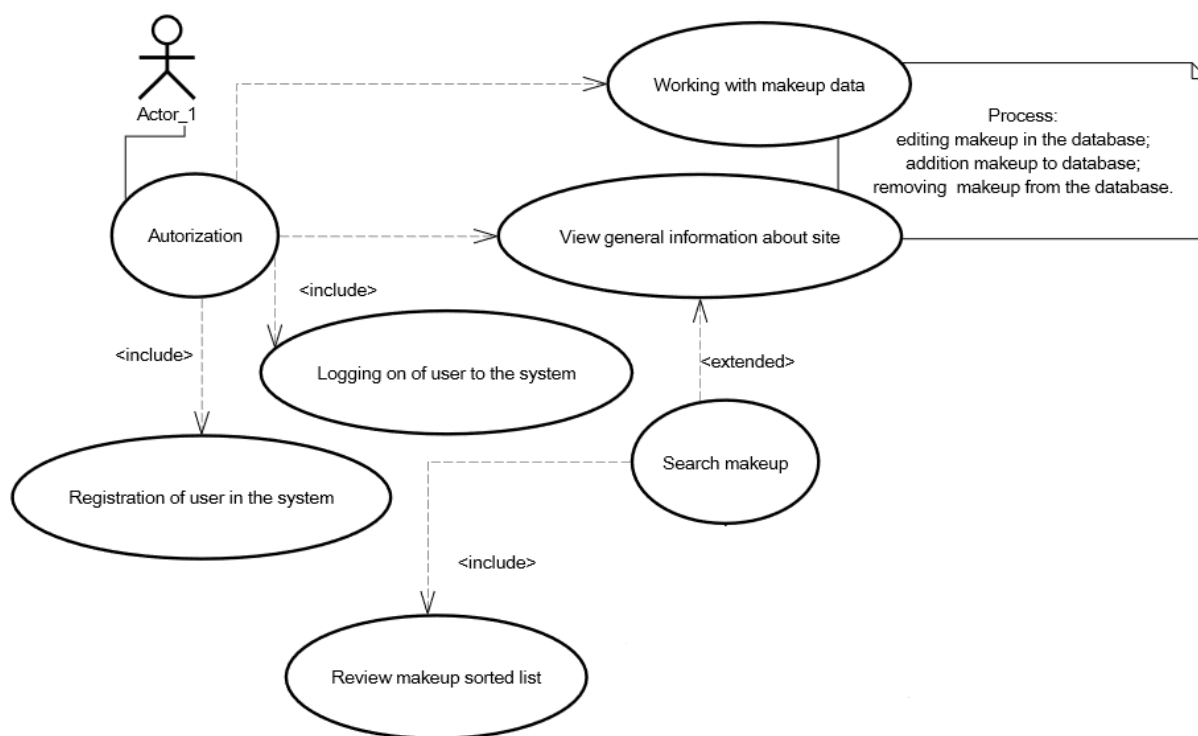 Actor_1
Working with makeup data
Process:
editing makeup in the database;
addition makeup to database;
removing  makeup from the database.
Autorization
View general information about site
<include>
<include>
Logging on of user to the system
<extended>
Search makeup
Registration of user in the system
<include>
Review makeup sorted list